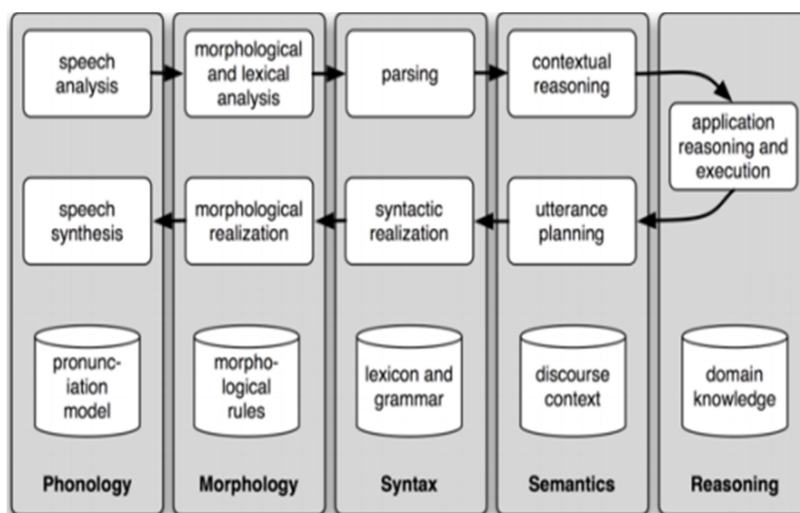 speech
analysis
morphological
and lexical
analysis
parsing
contextual
reasoning
application
reasoning and
execution
speech
synthesis
morphological
realization
syntactic
realization
utterance
planning
pronunc-
iation
model
morpho-
logical
rules
lexicon and
grammar
discourse
context
domain
knowledge
Phonology
Morphology
Syntax
Semantics
Reasoning